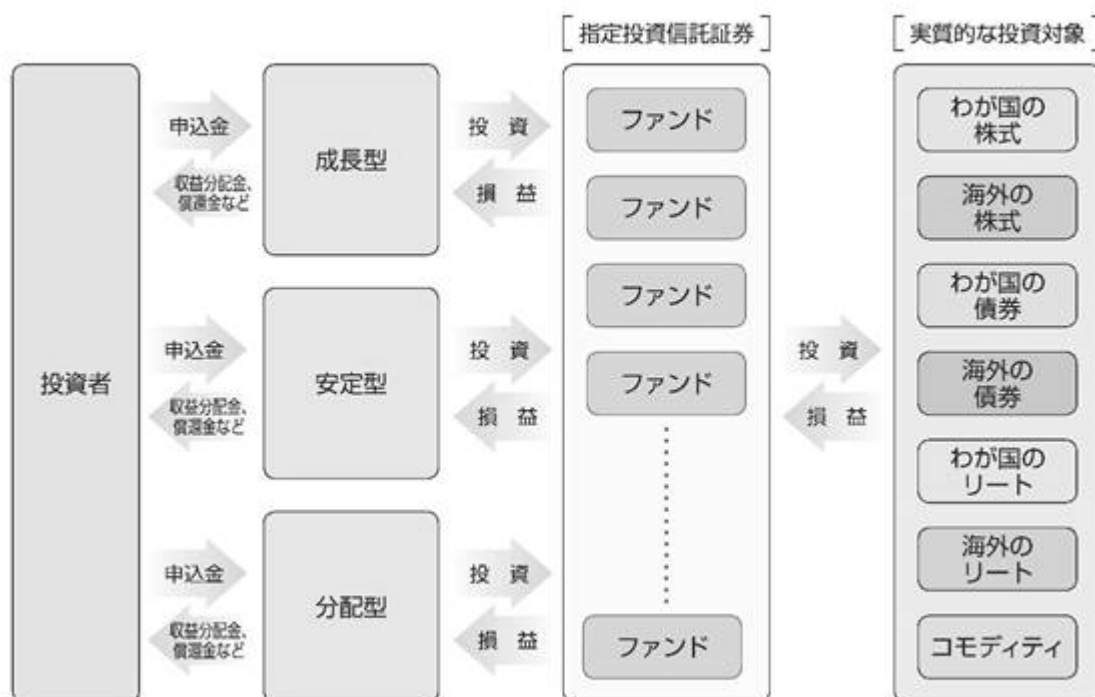 [指定投資信託証券]
[実質的な投資対象]
投資者
申込金
収益分配金、
償還金など
成長型
投 資
損 益
申込金
収益分配金、
償還金など
安定型
投 資
損 益
申込金
収益分配金、
償還金など
分配型
投 資
損 益
ファンド
ファンド
ファンド
ファンド
ファンド
投 資
損 益
わが国の
株式
海外の
株式
わが国の
債券
海外の
債券
わが国の
リート
海外の
リート
コモディティ